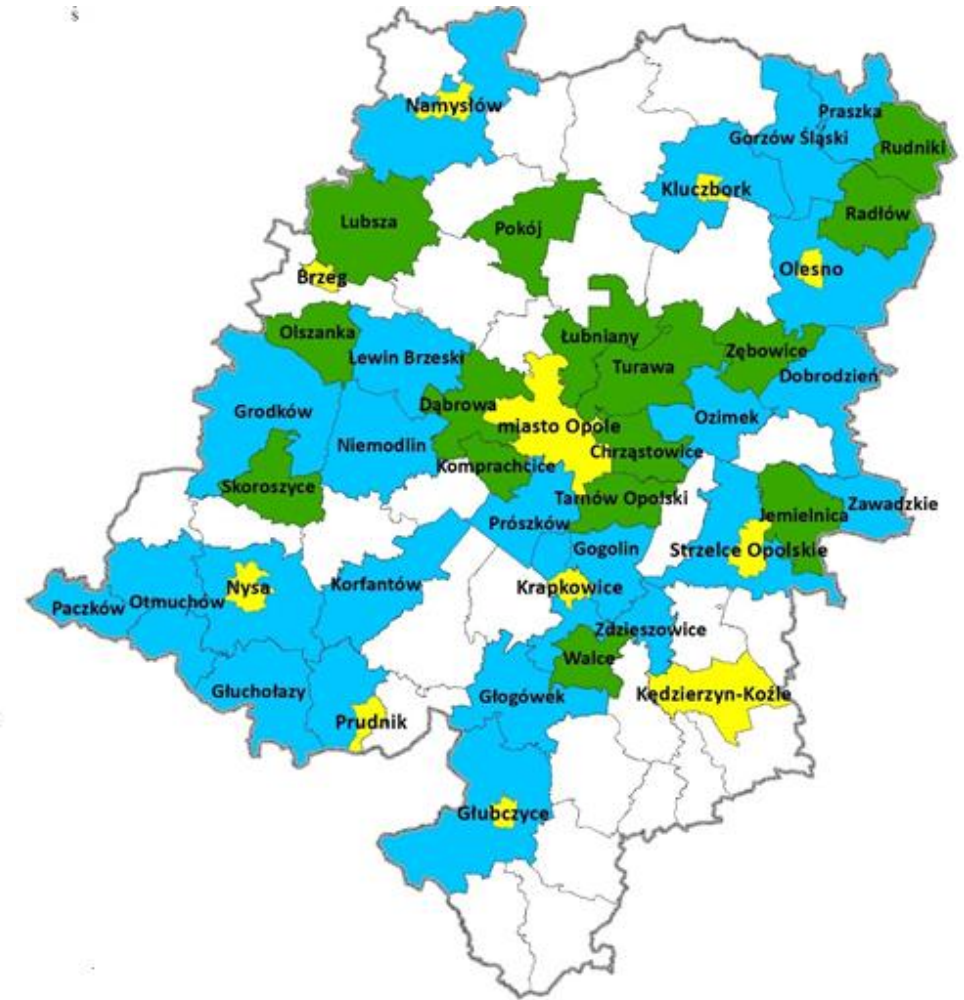 ś
Namysłów
Praszka
Gorzów Śląski
Rudniki
Kluczbork
Radłów
Lubsza
Pokój
Brzeg
Olesno
Olszanka
Łubniany
Lewin Brzeski
Turawa
Zębowice
Dobrodzień
Dąbrowa
Grodków
miasto Opole
Ozimek
Niemodlin
Chrząstowice
Komprachcice
Skoroszyce
Tarnów Opolski
Zawadzkie
Prószków
Jemielnica
Gogolin
Strzelce Opolskie
Nysa
Korfantów
Krapkowice
Paczków
Otmuchów
Zdzieszowice
Walce
Głuchołazy
Głogówek
Kędzierzyn-Koźle
Prudnik
Głubczyce